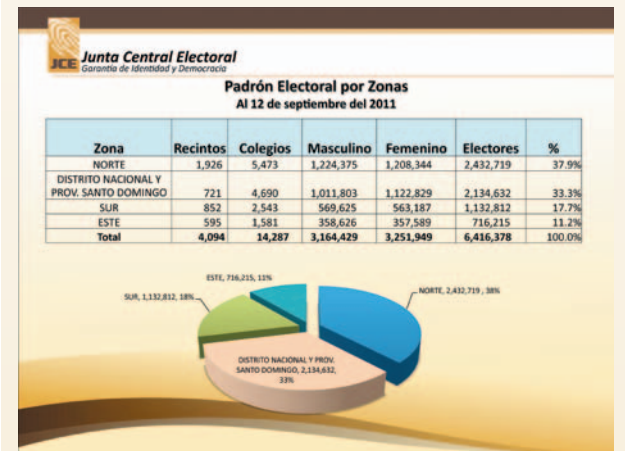 JCE
Junta Central Electoral
Garantía de Identidad y Democracia
Padrón Electoral por Zonas
Al 12 de septiembre del 2011
Zona Recintos Colegios Masculino Femenino Electores %
NORTE 1,926 5,473 1,224,375 1,208,344 2,432,719 37.9%
DISTRITO NACIONAL Y
PROV. SANTO DOMINGO 721 4,690 1,011,803 1,122,829 2,134,632 33.3%
SUR 852 2,543 569,625 563,187 1,132,812 17.7%
ESTE 595 1,581 358,626 357,589 716,215 11.2%
Total 4,094 14,287 3,164,429 3,251,949 6,416,378 100.0%
ESTE, 716,215, 11%
NORTE, 2,432,719 , 38%
SUR, 1,132,812, 18%
DISTRITO NACIONAL Y PROV.
SANTO DOMINGO, 2,134,632,
33%